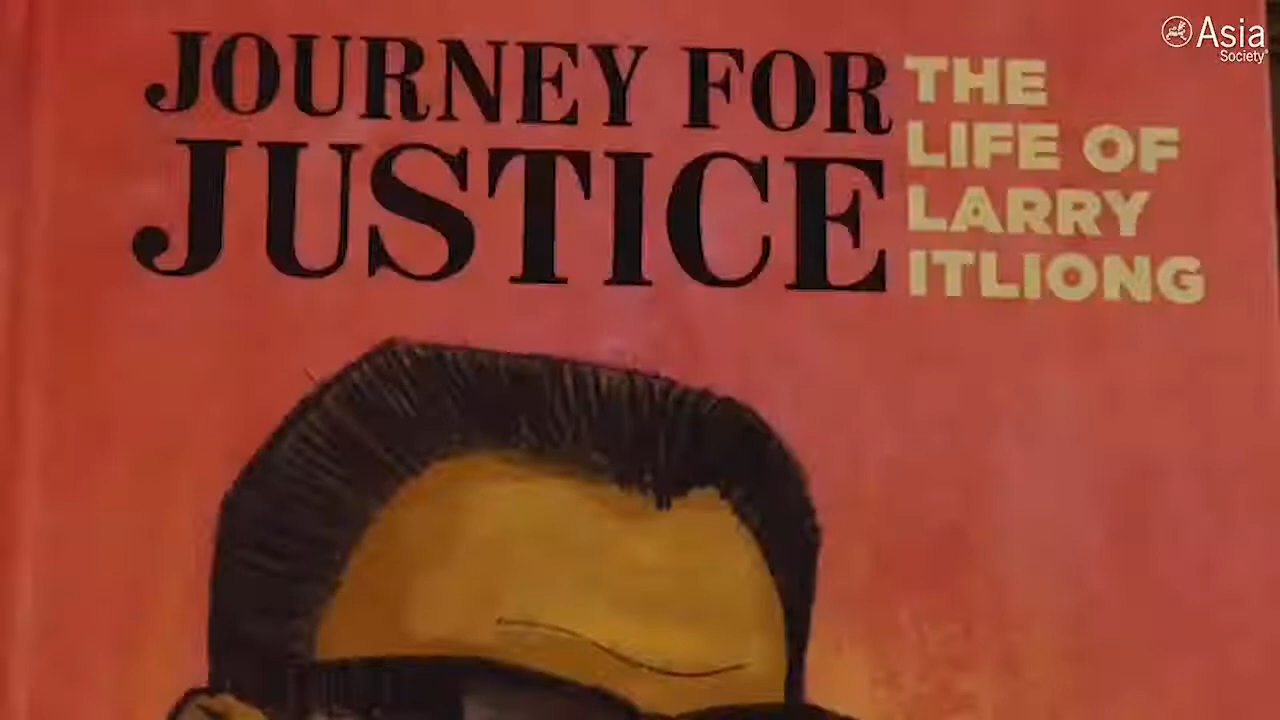 JOURNEY FOR
JUSTICE
THE
LIFE OF
LARRY
ITLIONG
Asia
Society